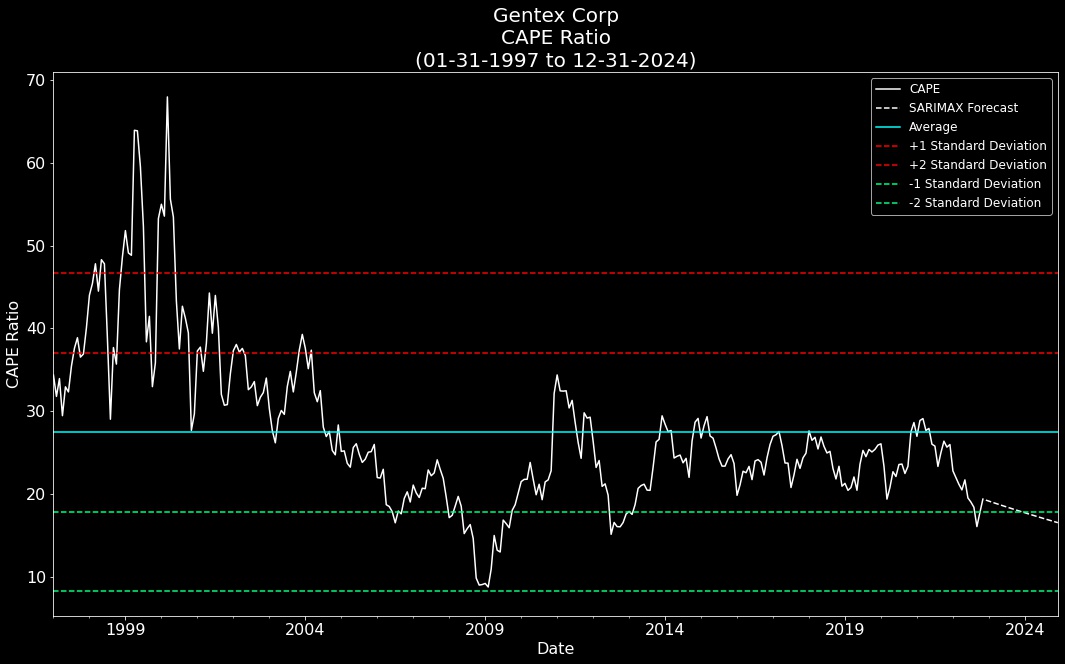 Gentex Corp
CAPE Ratio
(01-31-1997 to 12-31-2024)
CAPE
SARIMAX Forecast
Average
+1 Standard Deviation
+2 Standard Deviation
-1 Standard Deviation
-2 Standard Deviation
CAPE Ratio
70
60
50
40
30
20
10
1999
2004
2009
2014
2019
2024
Date